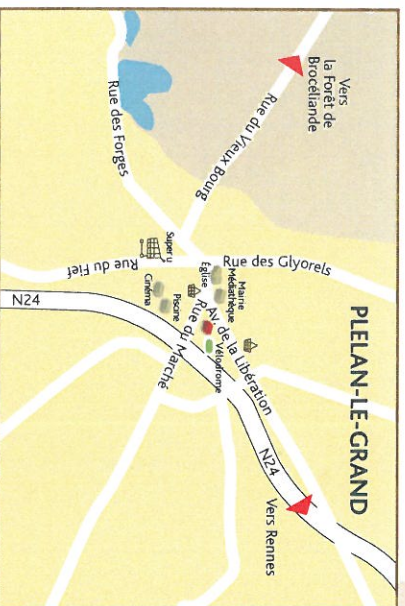 PLELAN-LE-GRAND
Vers
la Forêt de
Brocéliande
Rue du Vieux Bourg
Rue des Forges
Rue des Glyorels
Mairie
Médiathèque
Église
Super u
Rue du Fief
AV. de la Libération
Vélodrome
Rue du Marché
Piscine
Cinéma
N24
N24
Vers Rennes